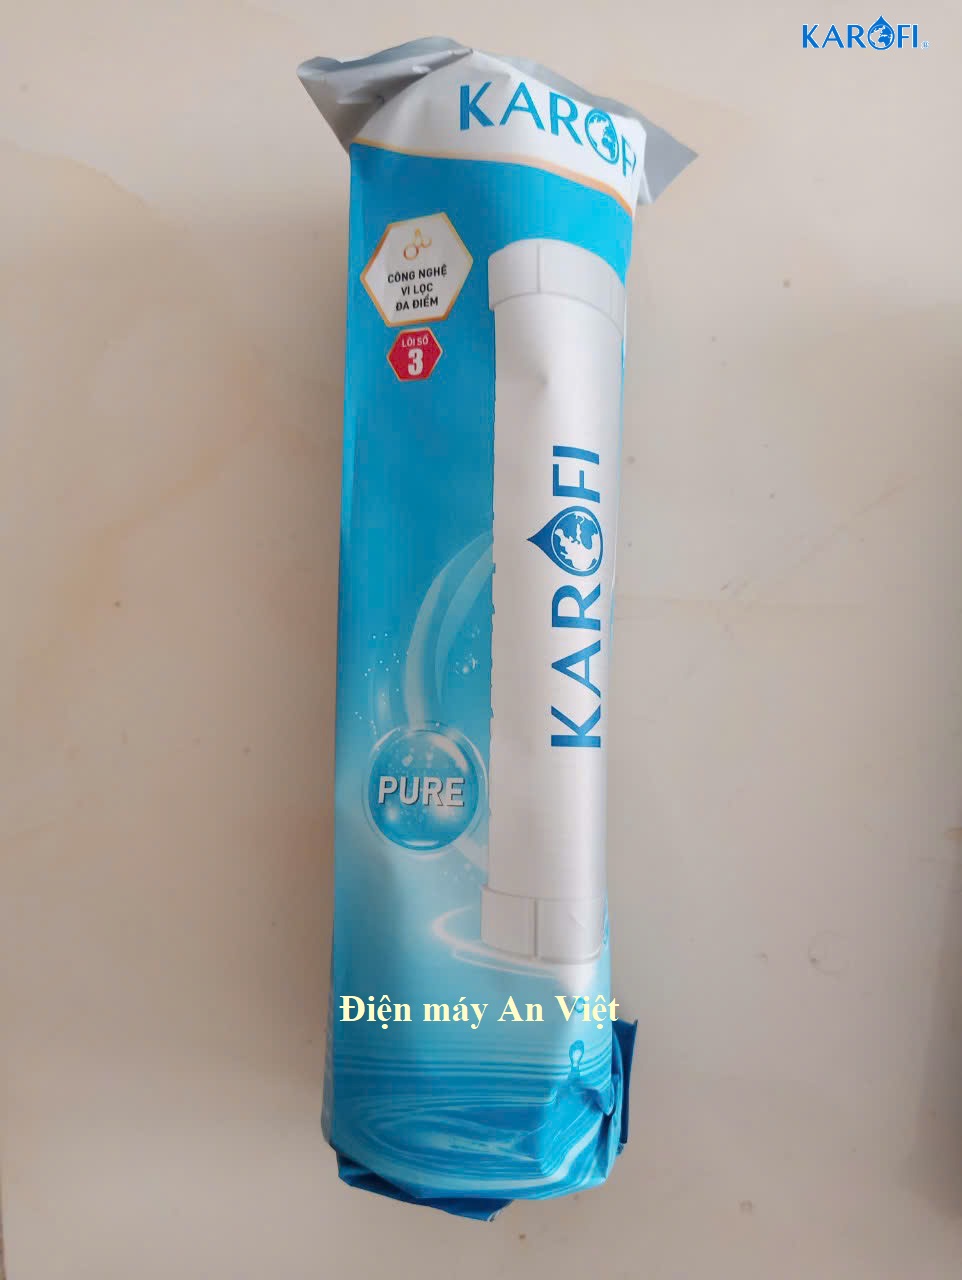 KAROFI
KAROFI
CÔNG NGHỆ
VI LỌC
ĐA ĐIỂM
LÕI SỐ
3
KAROFI
PURE
Điện máy An Việt